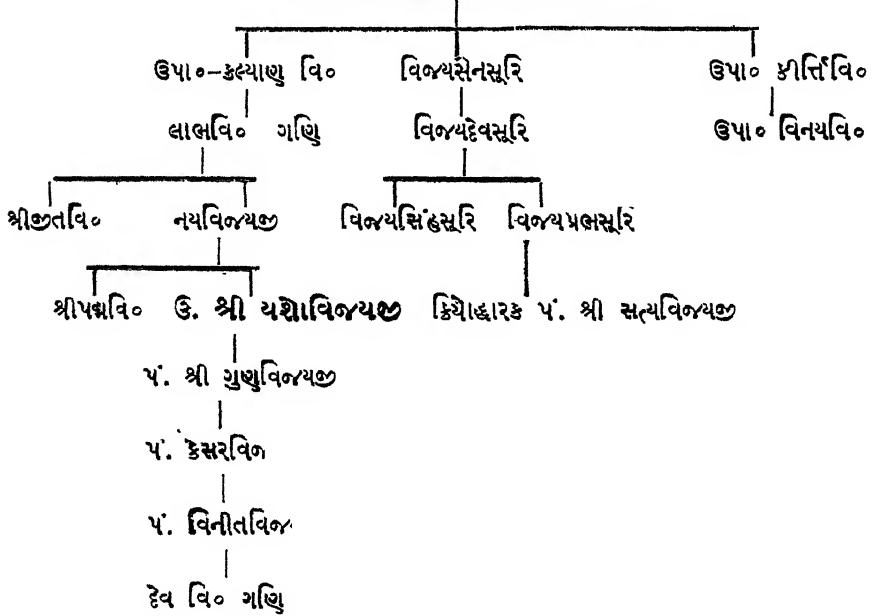 ઉપા૦-કલ્યાણ વિ૦ વિજયસેનસૂરિ ઉપા૦ કીર્ત્તિવિ૦
લાભવિ૦ ગણિ વિજયદેવસૂરિ ઉપા૦ વિનયવિ૦
શ્રીજીતવિ૦ નયવિજયજી વિજયસિંહસૂરિ વિજયપ્રભસૂરિ
શ્રીપદ્મવિ૦ ઉ. શ્રી યશોવિજયજી ક્રિયોદ્ધારક પં. શ્રી સત્યવિજયજી
પં. શ્રી ગુણવિજયજી
પં. કેસરવિજ
પં. વિનીતવિજ
દેવ વિ૦ ગણિ